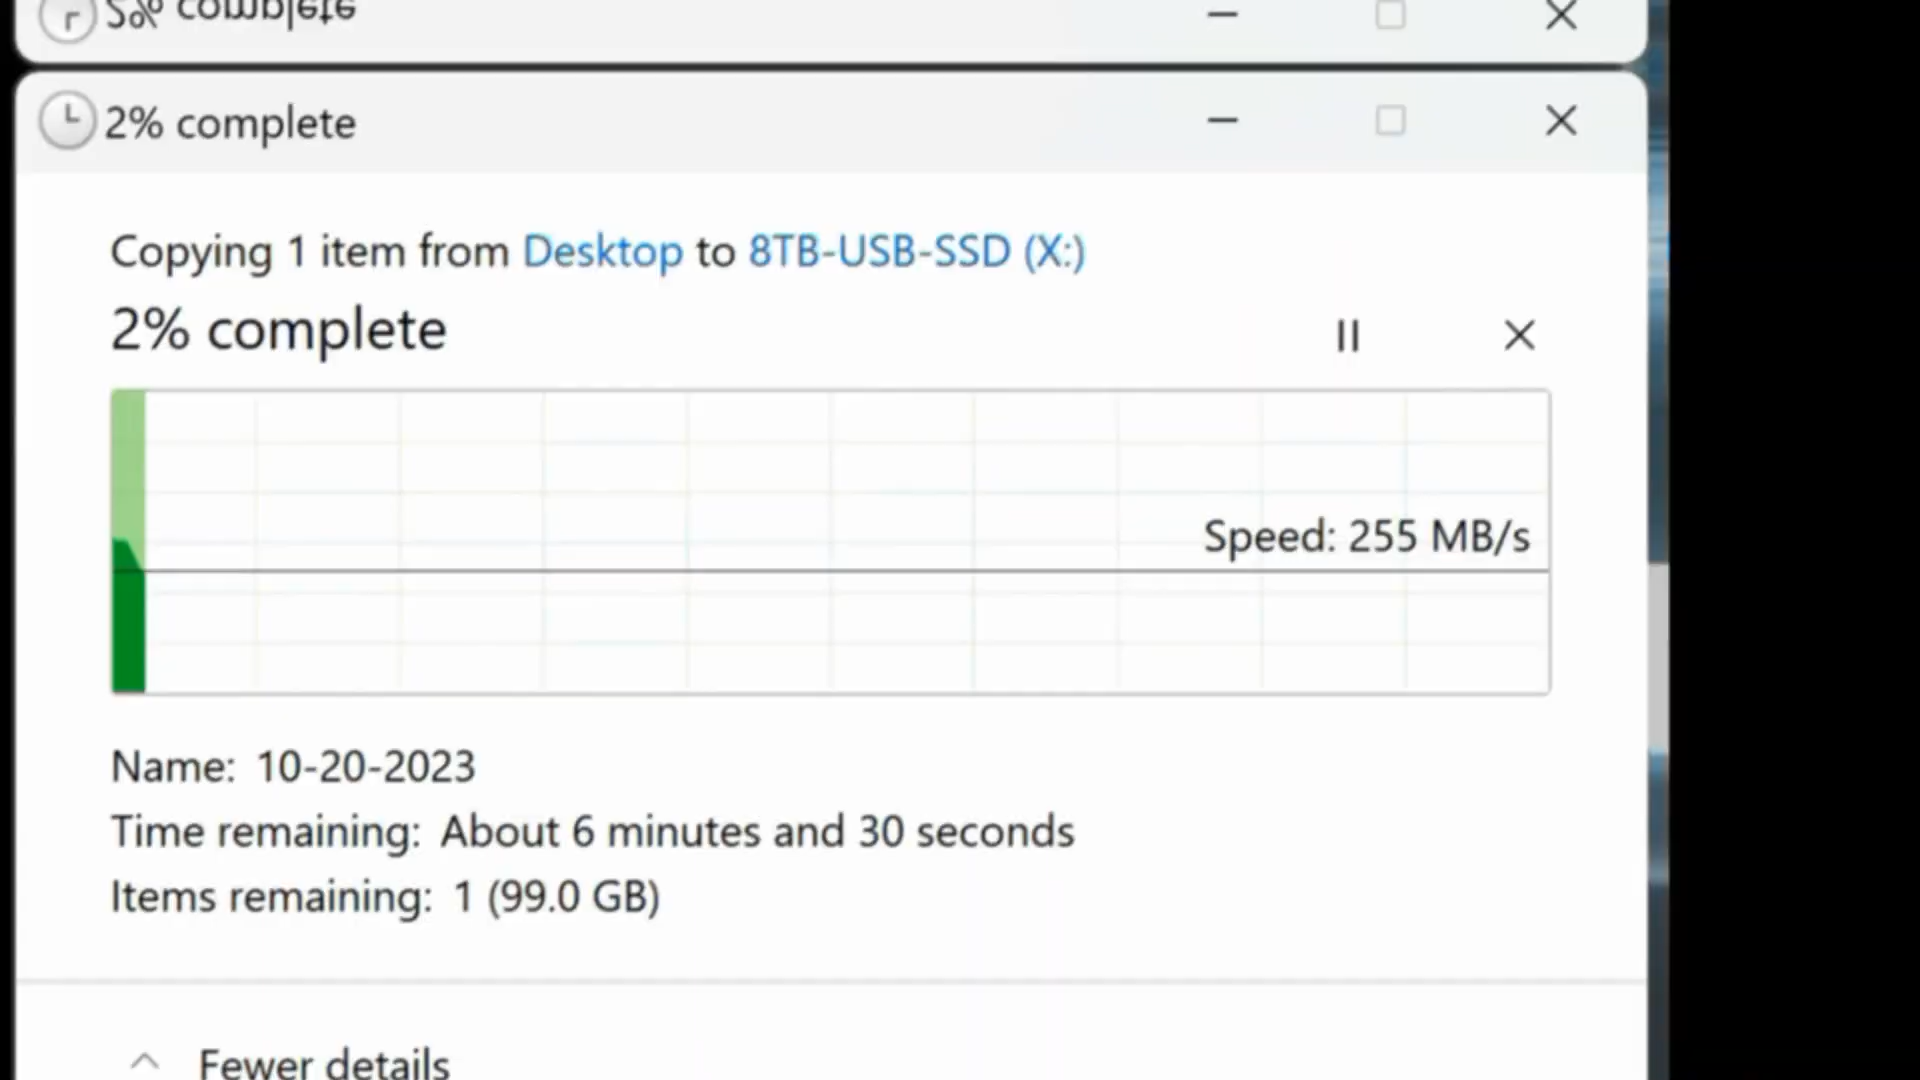 2% complete
Copying 1 item from Desktop to 8TB-USB-SSD (X:)
2% complete
Speed: 255 MB/s
Name: 10-20-2023
Time remaining: About 6 minutes and 30 seconds
Items remaining: 1 (99.0 GB)
Fewer details